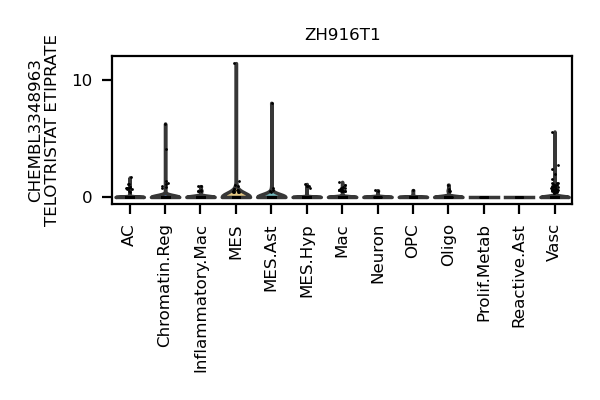 ZH916T1
CHEMBL3348963
TELOTRISTAT ETIPRATE
10
0
AC
Chromatin.Reg
Inflammatory.Mac
MES
MES.Ast
MES.Hyp
Mac
Neuron
OPC
Oligo
Prolif.Metab
Reactive.Ast
Vasc